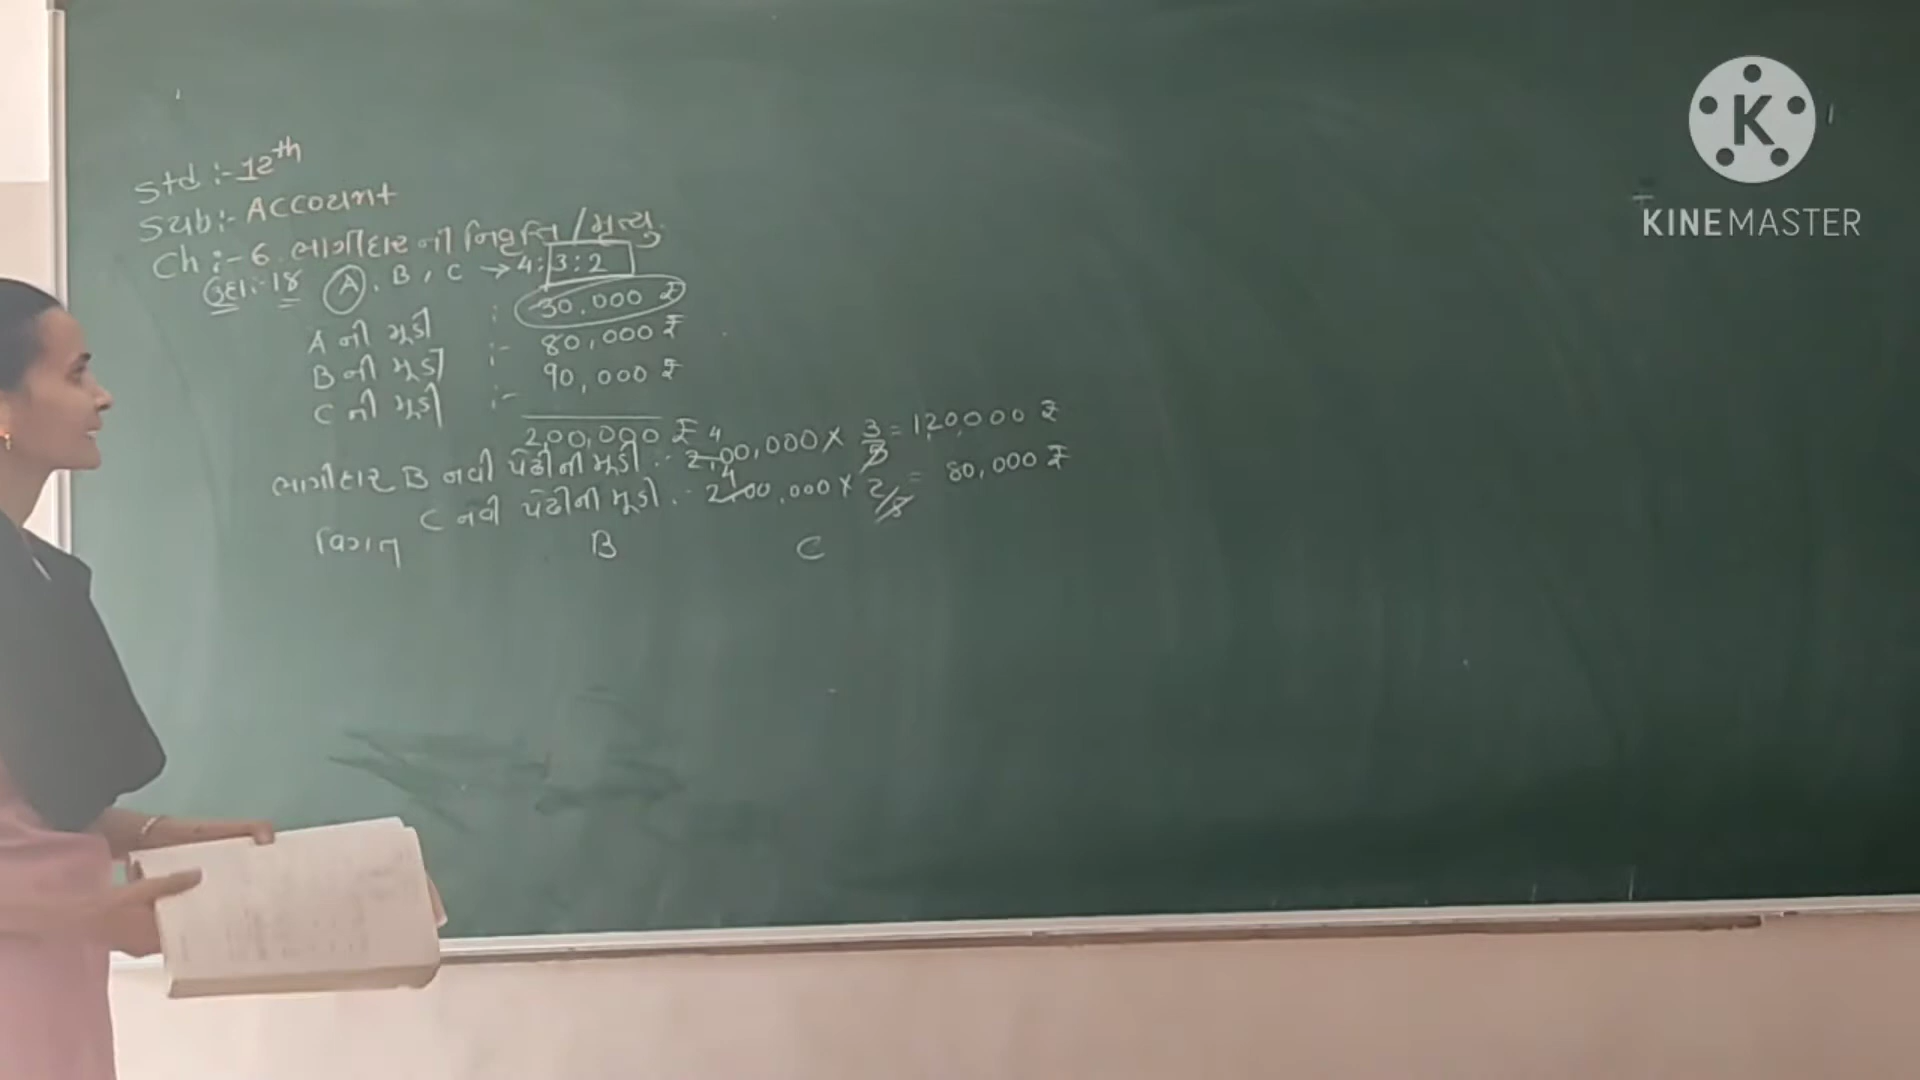 Std :- 12th
Sub:- Account
Ch :- 6. ભાગીદાર ની નિવૃત્તિ / મૃત્યુ.
ઉદા:-18 A, B, C → 4:3:2
A ની મૂડી : 30,000 ₹
B ની મૂડી :- 80,000 ₹
C ની મૂડી :- 90,000 ₹
2,00,000 ₹
ભાગીદાર B નવી પેઢીની મૂડી :- 2,00,000 × 3/5 = 1,20,000 ₹
C નવી પેઢીની મૂડી :- 2,00,000 × 2/5 = 80,000 ₹
વિગત B C
K
KINEMASTER